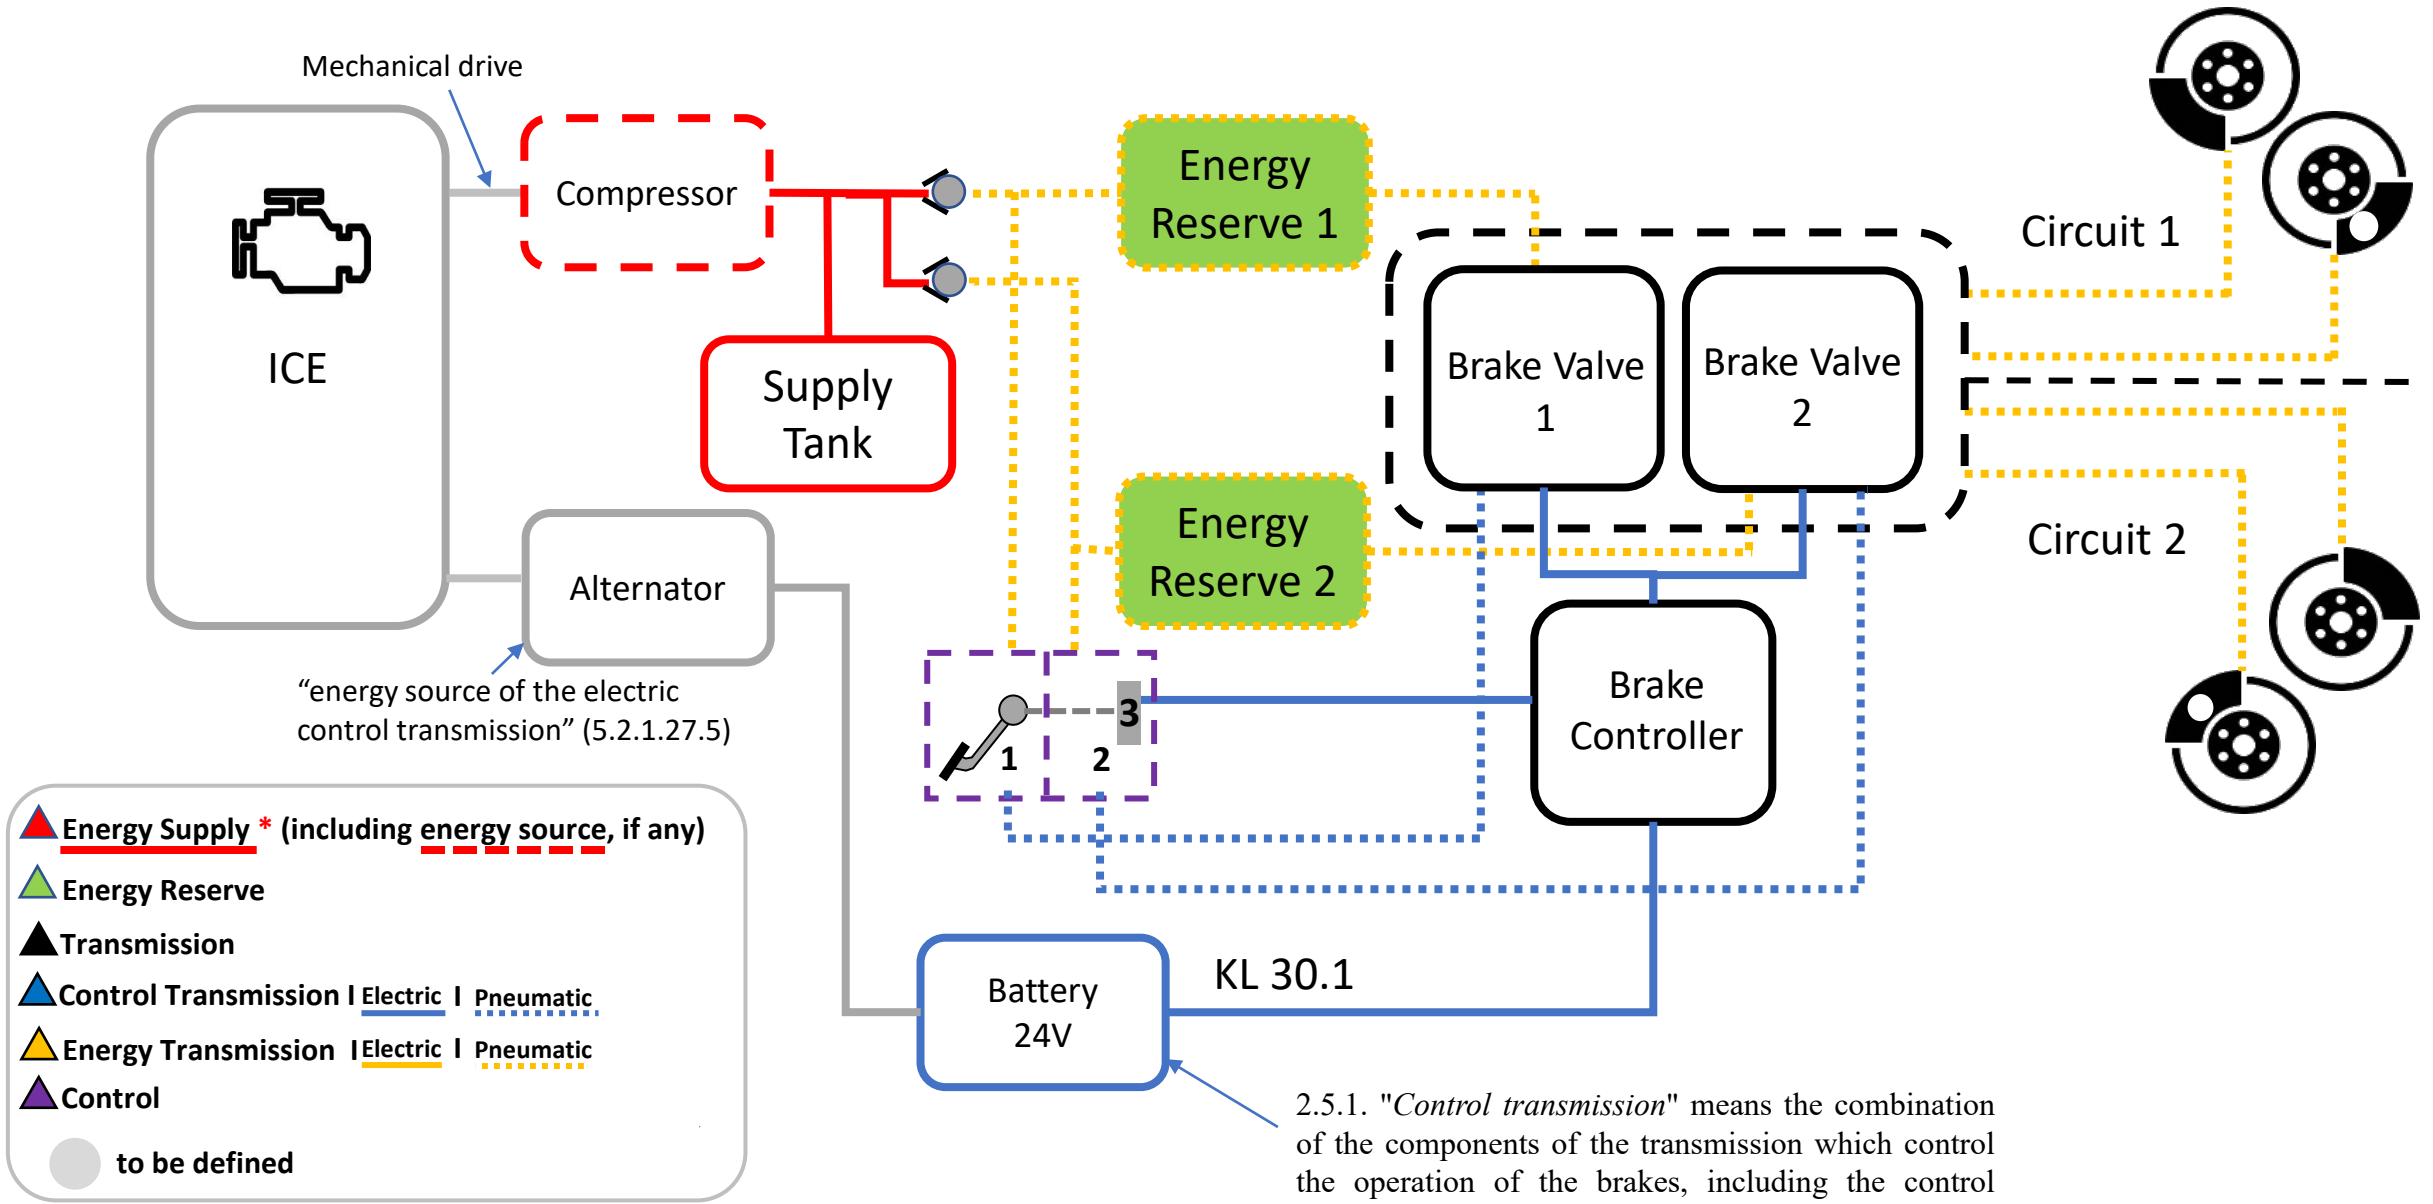 Mechanical drive
ICE
Compressor
Supply
Tank
Energy
Reserve 1
Brake Valve
1
Brake Valve
2
Circuit 1
Circuit 2
Energy
Reserve 2
Alternator
"energy source of the electric
control transmission" (5.2.1.27.5)
1
2
3
Brake
Controller
Battery
24V
KL 30.1
Energy Supply * (including energy source, if any)
Energy Reserve
Transmission
Control Transmission I Electric I Pneumatic
Energy Transmission I Electric I Pneumatic
Control
to be defined
2.5.1. "Control transmission" means the combination
of the components of the transmission which control
the operation of the brakes, including the control